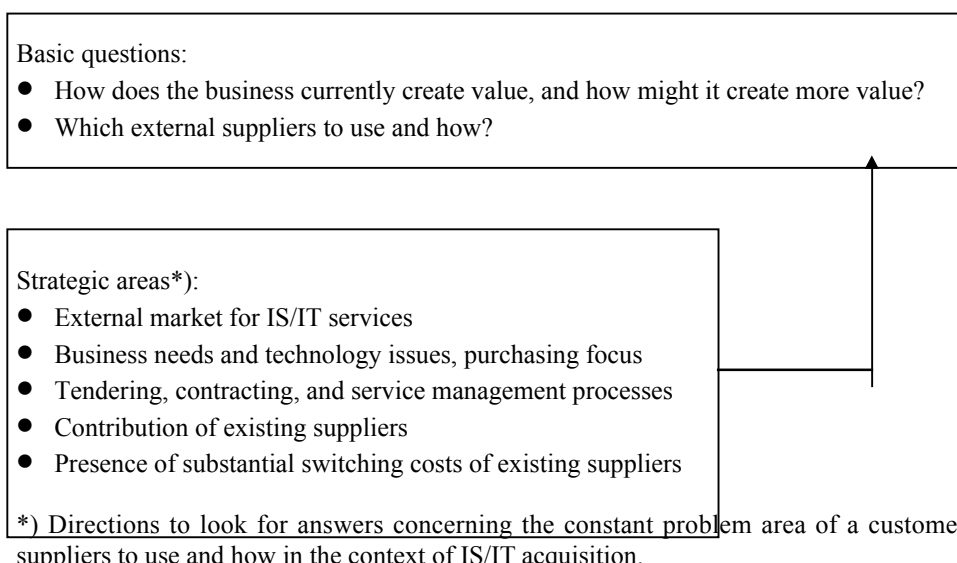 Basic questions:
● How does the business currently create value, and how might it create more value?
● Which external suppliers to use and how?
Strategic areas*):
● External market for IS/IT services
● Business needs and technology issues, purchasing focus
● Tendering, contracting, and service management processes
● Contribution of existing suppliers
● Presence of substantial switching costs of existing suppliers
*) Directions to look for answers concerning the constant problem area of a custome
suppliers to use and how in the context of IS/IT acquisition.